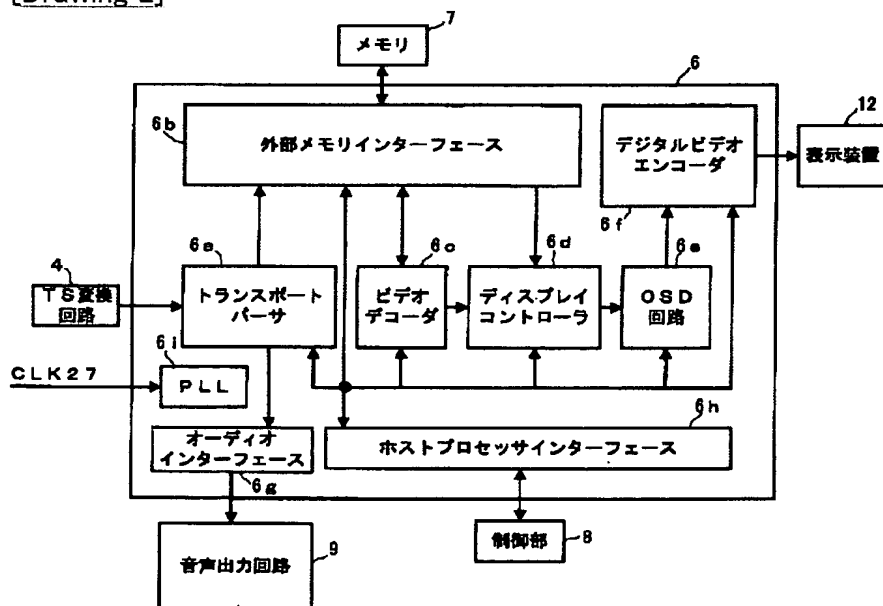 7
メモリ
6
6b
外部メモリインターフェース
デジタルビデオ
エンコーダ
12
表示装置
6f
6a
6c
6d
6e
4
TS変換
回路
トランスポート
パーサ
ビデオ
デコーダ
ディスプレイ
コントローラ
OSD
回路
6i
CLK27
PLL
6h
オーディオ
インターフェース
ホストプロセッサインターフェース
6g
制御部
8
9
音声出力回路